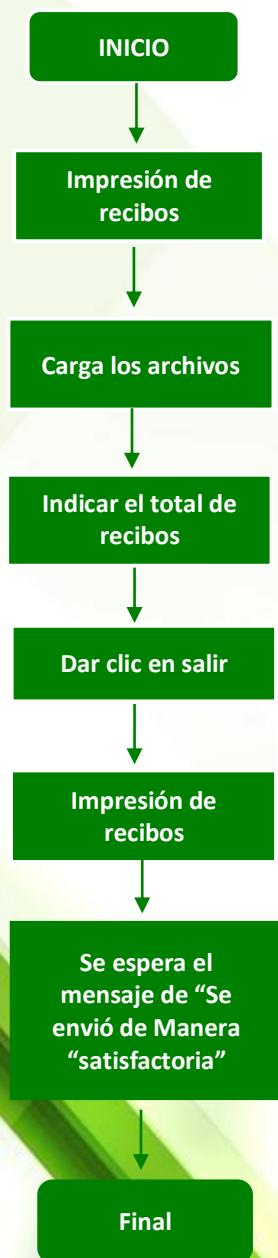 INICIO
Impresión de
recibos
Carga los archivos
Indicar el total de
recibos
Dar clic en salir
Impresión de
recibos
Se espera el
mensaje de “Se
envió de Manera
“satisfactoria”
Final